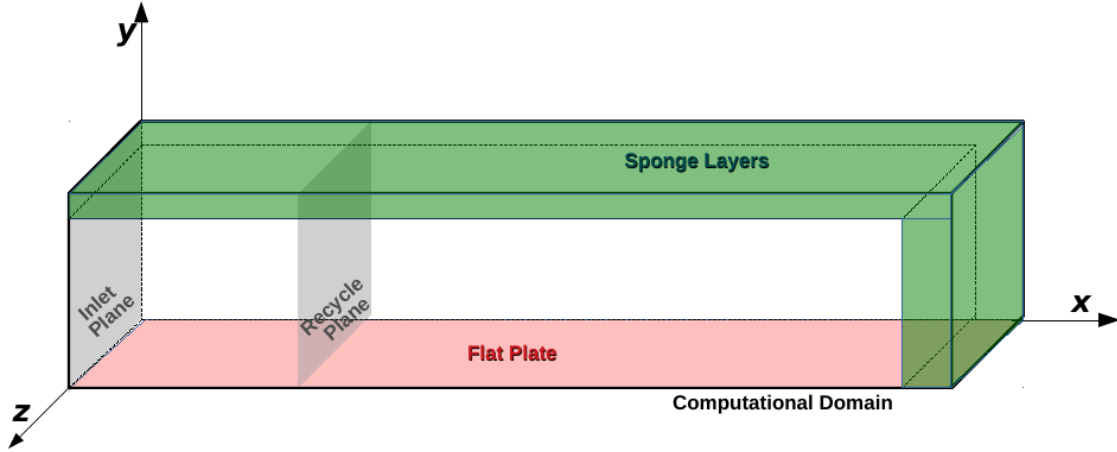 y
Sponge Layers
Inlet
Plane
Recycle
Plane
x
Flat Plate
Computational Domain
z